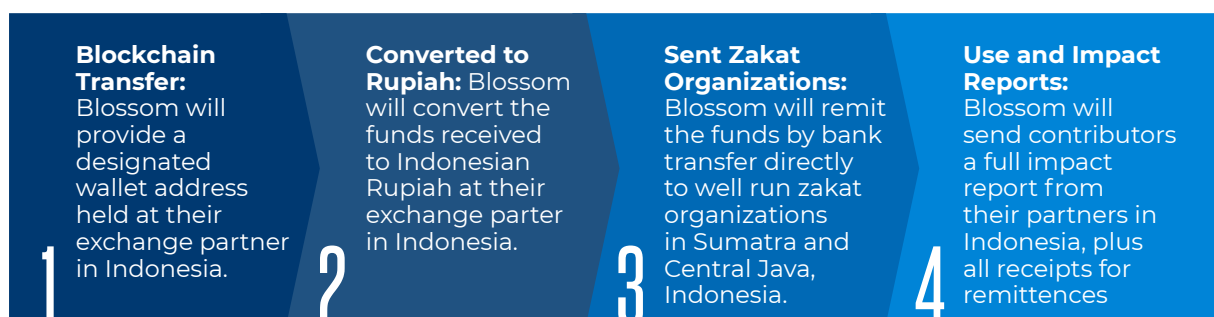 Blockchain
Transfer:
Blossom will
provide a
designated
wallet address
held at their
exchange partner
in Indonesia.
1
Converted to
Rupiah: Blossom
will convert the
funds received
to Indonesian
Rupiah at their
exchange parter
in Indonesia.
2
Sent Zakat
Organizations:
Blossom will remit
the funds by bank
transfer directly
to well run zakat
organizations
in Sumatra and
Central Java,
Indonesia.
3
Use and Impact
Reports:
Blossom will
send contributors
a full impact
report from
their partners in
Indonesia, plus
all receipts for
remittences
4